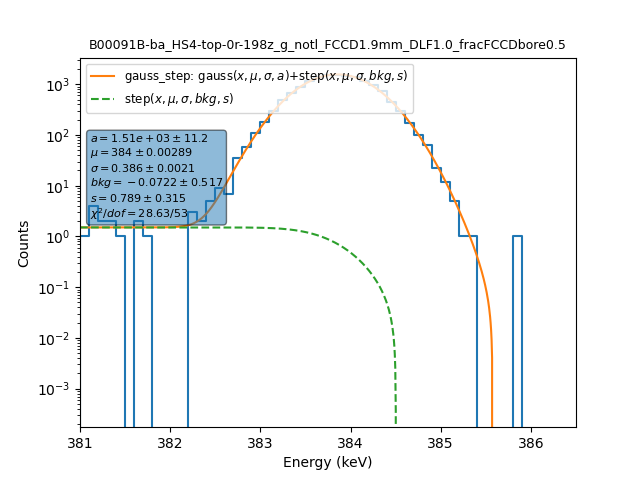 B00091B-ba_HS4-top-0r-198z_g_notl_FCCD1.9mm_DLF1.0_fracFCCDbore0.5
gauss_step: gauss(x, μ, σ, a)+step(x, μ, σ, bkg, s)
step(x, μ, σ, bkg, s)
a = 1.51e + 03 ± 11.2
μ = 384 ± 0.00289
σ = 0.386 ± 0.0021
bkg = −0.0722 ± 0.517
s = 0.789 ± 0.315
χ²/dof = 28.63/53
10³
10²
10¹
10⁰
10⁻¹
10⁻²
10⁻³
Counts
381 382 383 384 385 386
Energy (keV)